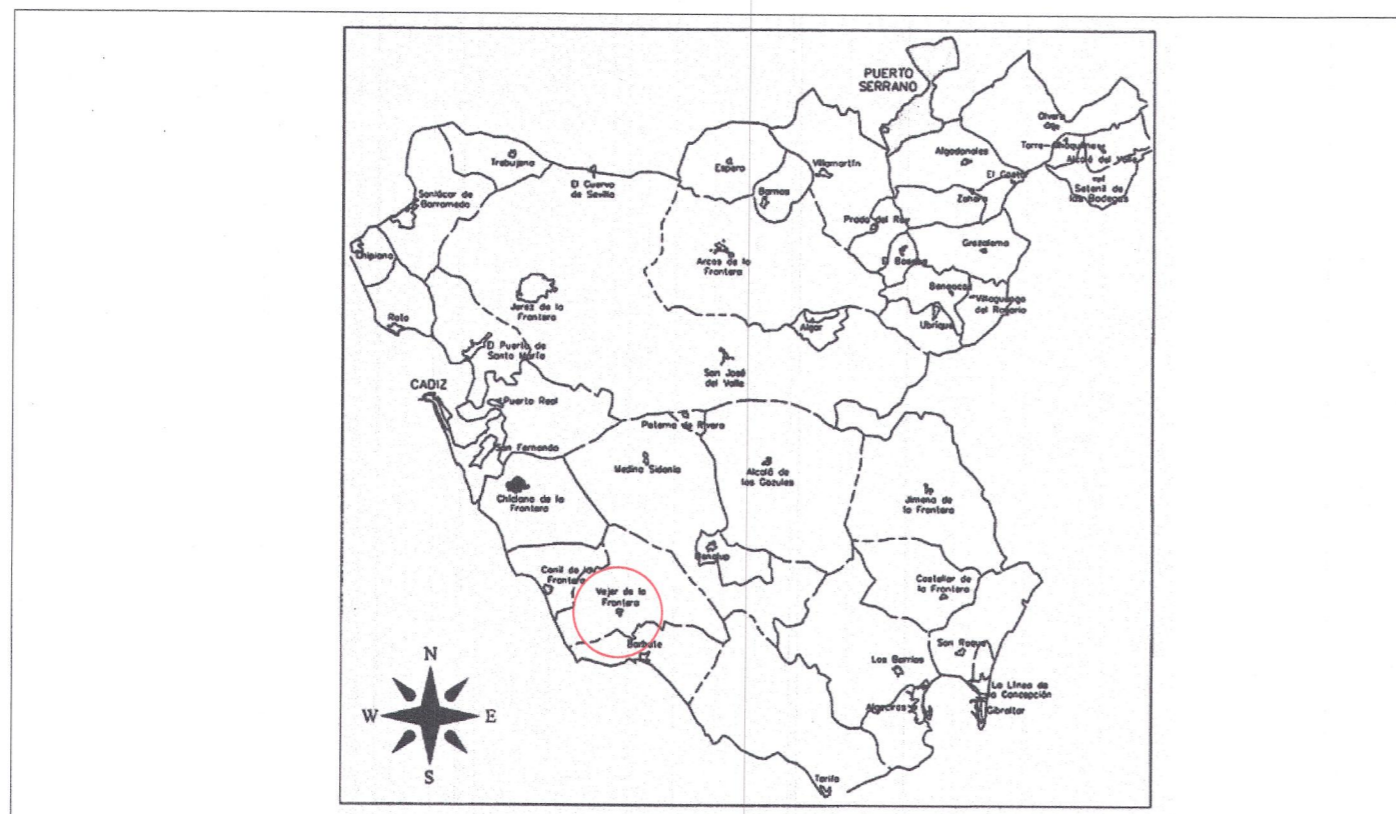 PUERTO
SERRANO
Olvera
Torre-Alháquime
Alcalá del Valle
Setenil de
las Bodegas
Algodonales
El Gastor
Zahara
Villamartín
Espera
Bornos
Trebujena
El Cuervo
de Sevilla
Sanlúcar de
Barrameda
Chipiona
Prado del Rey
El Bosque
Grazalema
Arcos de la
Frontera
Benaocaz
Villaluenga
del Rosario
Ubrique
Jerez de la
Frontera
Rota
Algar
El Puerto de
Santa María
San José
del Valle
CADIZ
Puerto Real
Paterna de Rivera
San Fernando
Medina Sidonia
Alcalá de
los Gazules
Chiclana de la
Frontera
Jimena de
la Frontera
Benalup
Conil de la
Frontera
Vejer de la
Frontera
Castellar de
la Frontera
Barbate
San Roque
Los Barrios
La Línea de
la Concepción
Gibraltar
Algeciras
Tarifa
N
W
E
S